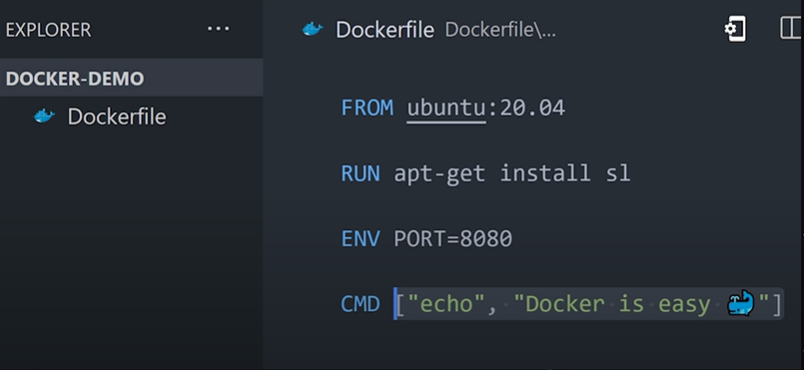 EXPLORER ...
Dockerfile Dockerfile\...
DOCKER-DEMO
Dockerfile
FROM ubuntu:20.04
RUN apt-get install sl
ENV PORT=8080
CMD ["echo", "Docker is easy 🐳"]